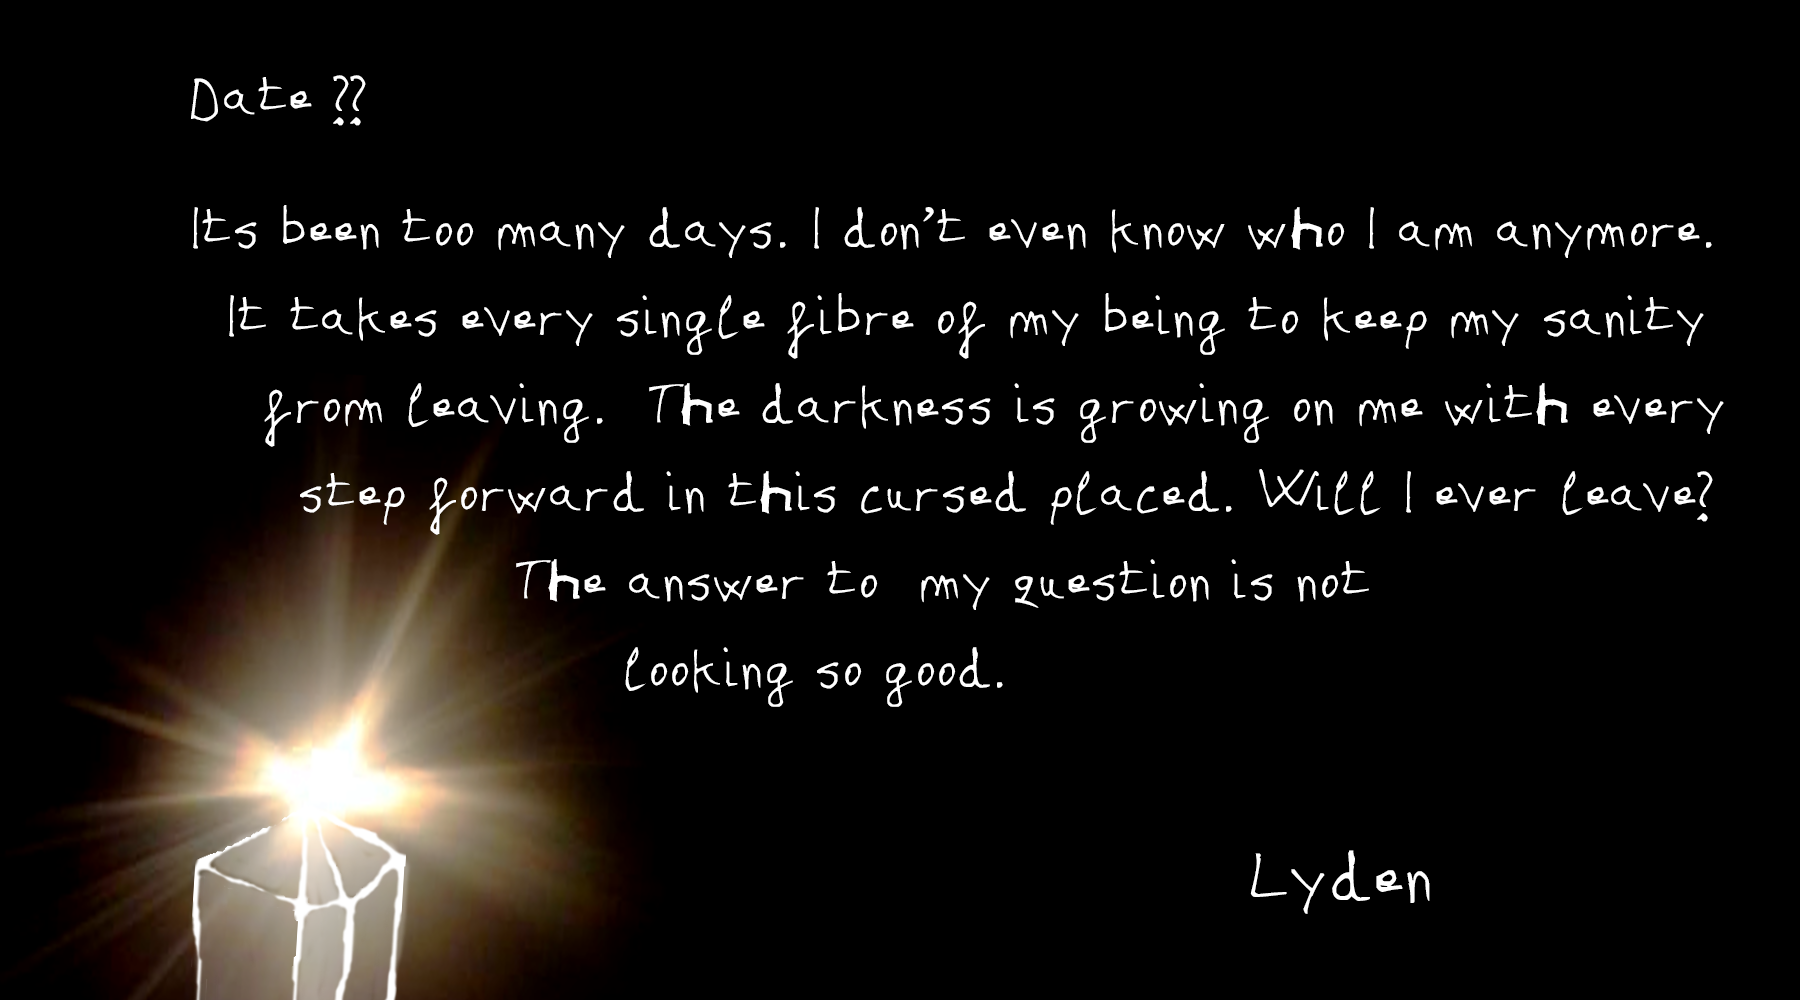 Date ??
Its been too many days. I don't even know who I am anymore.
It takes every single fibre of my being to keep my sanity
from leaving. The darkness is growing on me with every
step forward in this cursed placed. Will I ever leave?
The answer to my question is not
looking so good.
Lyden